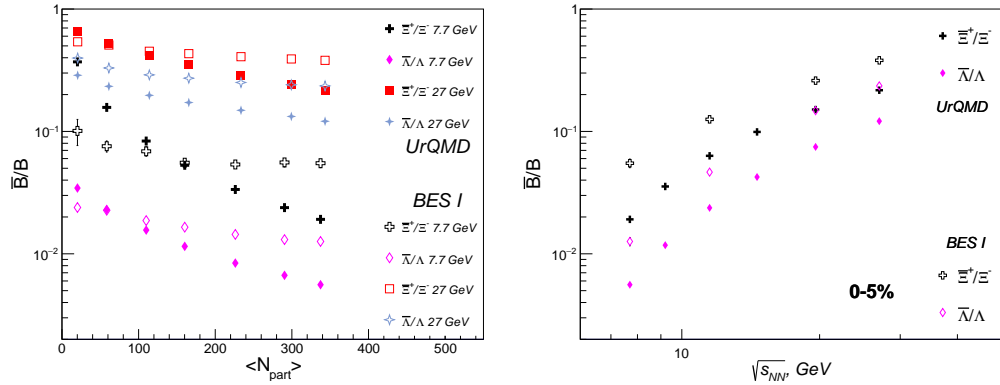 B̅/B
10⁻¹
10⁻²
0 100 200 300 400 500
<N_part>
Ξ̅⁺/Ξ⁻ 7.7 GeV
Λ̅/Λ 7.7 GeV
Ξ̅⁺/Ξ⁻ 27 GeV
Λ̅/Λ 27 GeV
UrQMD
BES I
Ξ̅⁺/Ξ⁻ 7.7 GeV
Λ̅/Λ 7.7 GeV
Ξ̅⁺/Ξ⁻ 27 GeV
Λ̅/Λ 27 GeV
B̅/B
1
10⁻¹
10⁻²
10
√s_NN, GeV
Ξ̅⁺/Ξ⁻
Λ̅/Λ
UrQMD
BES I
Ξ̅⁺/Ξ⁻
Λ̅/Λ
0-5%